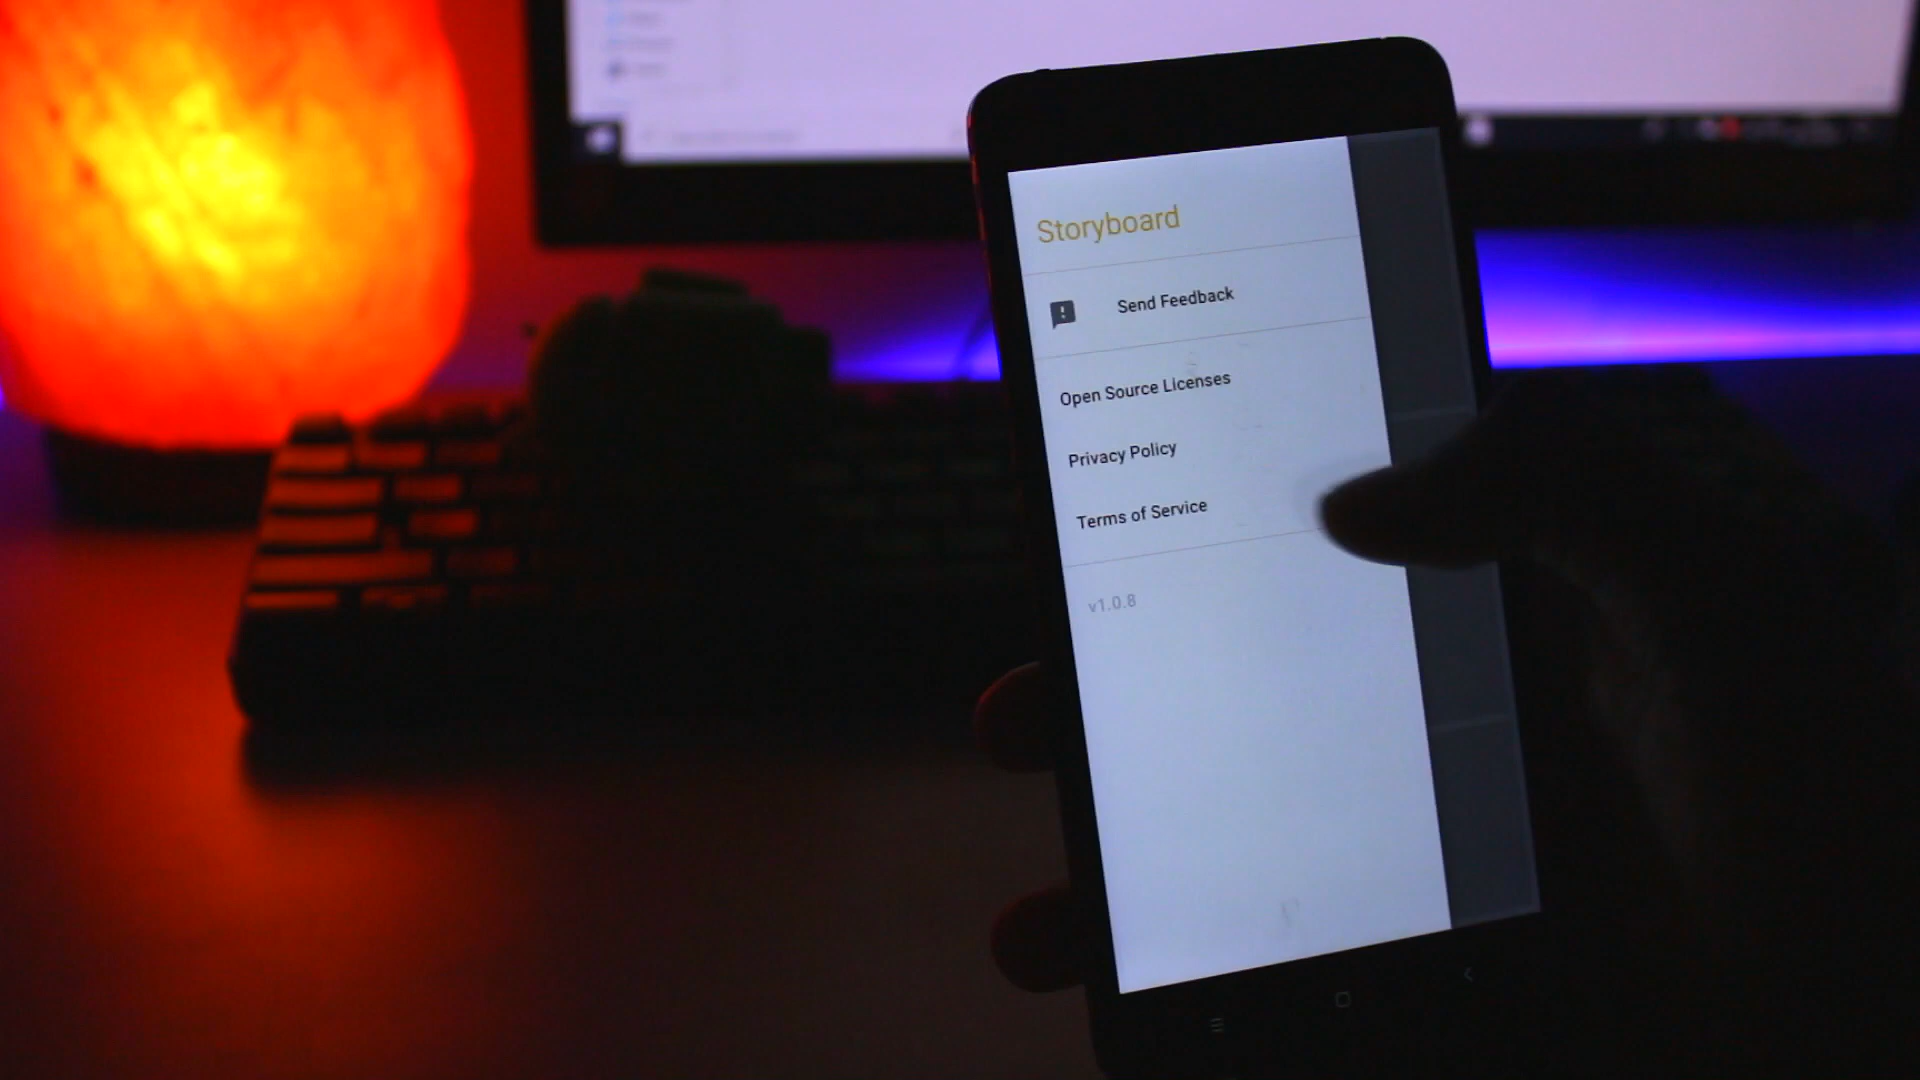 Storyboard
Send Feedback
Open Source Licenses
Privacy Policy
Terms of Service
v1.0.8